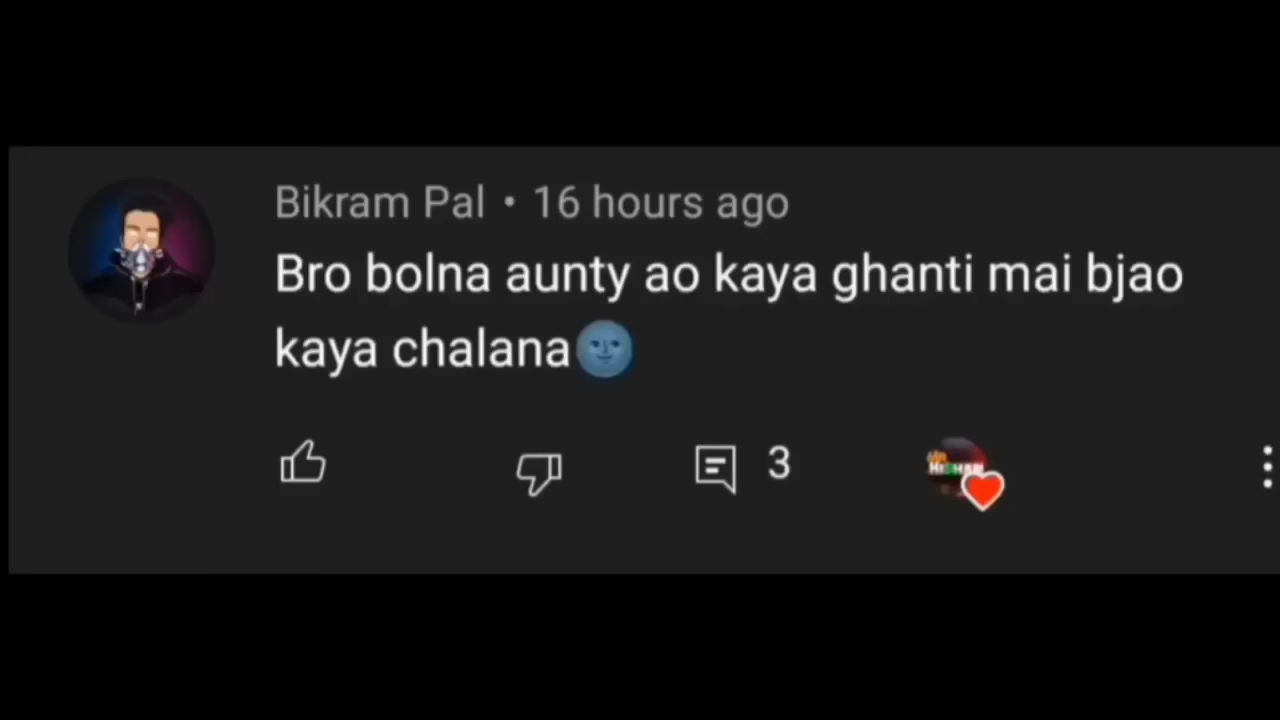 Bikram Pal • 16 hours ago
Bro bolna aunty ao kaya ghanti mai bjao
kaya chalana🌚
3